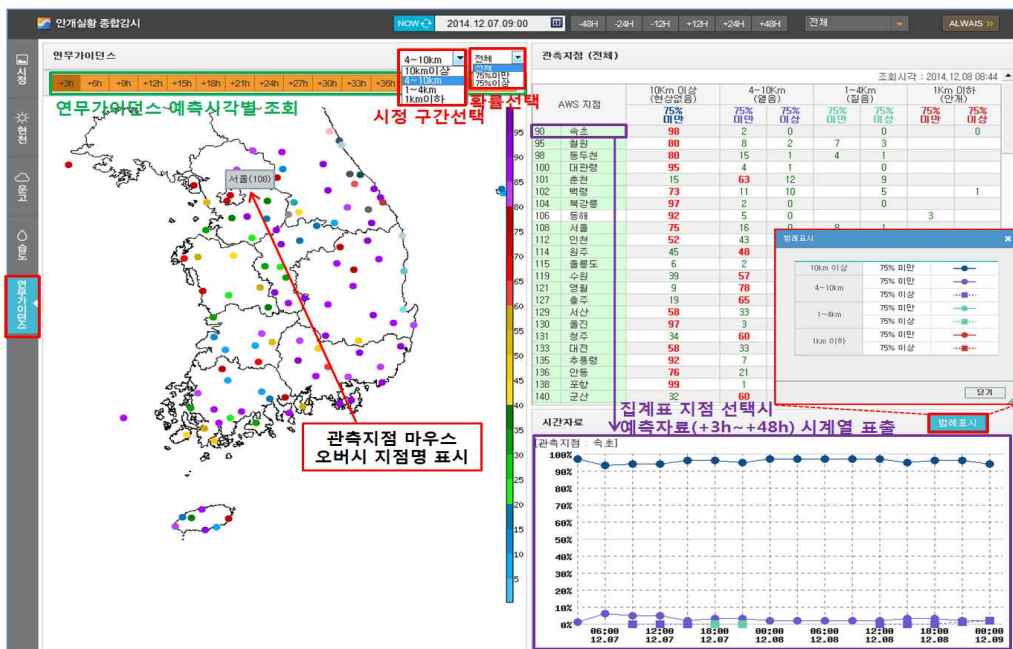 안개실황 종합감시
NOW
2014.12.07.09:00
-48H -24H -12H +12H +24H +48H
전체
ALWAIS »
시정
현천
운고
습도
연무가이던스
연무가이던스
4~10km
10km이상
4~10km
1~4km
1km이하
전체
전체
75%미만
75%이상
+3h +6h +9h +12h +15h +18h +21h +24h +27h +30h +33h +36h
연무가이던스 예측시각별 조회
시정 구간선택
확률선택
서울(108)
관측지점 마우스
오버시 지점명 표시
95
90
85
80
75
70
65
60
55
50
45
40
35
30
25
20
15
10
5
관측지점 (전체)
조회시각 : 2014.12.08 08:44
AWS 지점
10Km 이상 (현상없음)
4~10Km (옅음)
1~4Km (짙음)
1Km 이하 (안개)
75% 미만 75% 미만 75% 이상 75% 미만 75% 이상 75% 미만 75% 이상
90 속초 98 2 0 0 0
95 철원 80 8 2 7 3
98 동두천 80 15 1 4 1
100 대관령 95 4 1 0
101 춘천 15 63 12 9
102 백령 73 11 10 5 1
104 북강릉 97 2 0 0
106 동해 92 5 0 3
108 서울 75 16 0 8 1
112 인천 52 43
114 원주 45 48
115 울릉도 6 2
119 수원 39 57
121 영월 9 78
127 충주 19 65
129 서산 58 33
130 울진 97 3
131 청주 34 60
133 대전 58 33
135 추풍령 92 7
136 안동 76 21
138 포항 99 1
140 군산 32 60
범례표시
10km 이상 75% 미만
4~10km 75% 미만
75% 이상
1~4km 75% 미만
75% 이상
1km 이하 75% 미만
75% 이상
닫기
집계표 지점 선택시
예측자료(+3h~+48h) 시계열 표출
시간자료
범례표시
[관측지점 : 속초]
100%
90%
80%
70%
60%
50%
40%
30%
20%
10%
0%
06:00 12:00 18:00 00:00 06:00 12:00 18:00 00:00
12.07 12.07 12.07 12.08 12.08 12.08 12.08 12.09